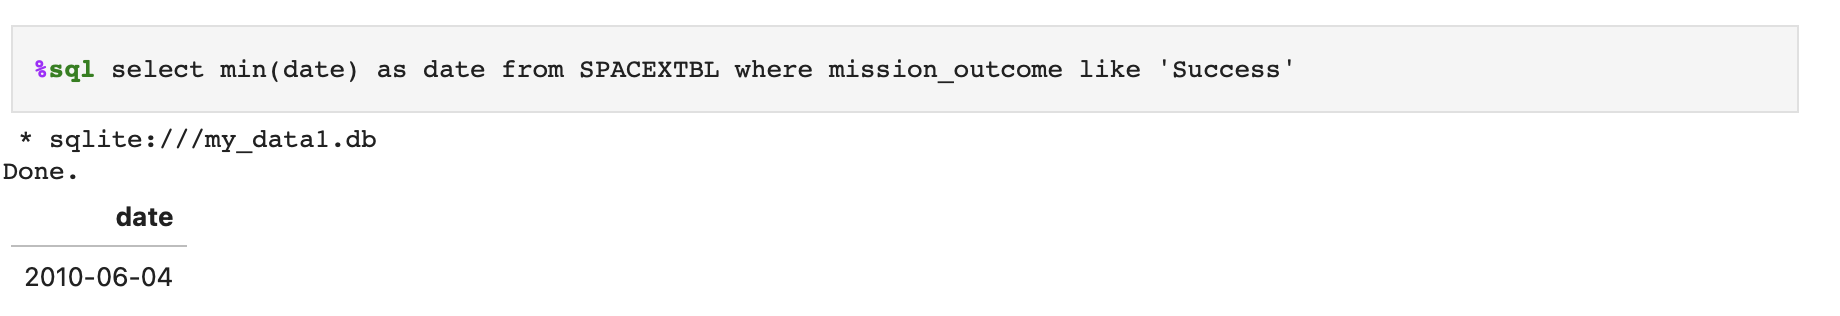 %sql select min(date) as date from SPACEXTBL where mission_outcome like 'Success'
* sqlite:///my_data1.db
Done.
date
2010-06-04